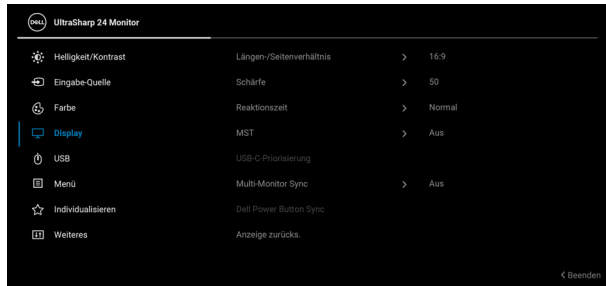 DELL UltraSharp 24 Monitor
Helligkeit/Kontrast Längen-/Seitenverhältnis 16:9
Eingabe-Quelle Schärfe 50
Farbe Reaktionszeit Normal
Display MST Aus
USB USB-C-Priorisierung
Menü Multi-Monitor Sync Aus
Individualisieren Dell Power Button Sync
Weiteres Anzeige zurücks.
Beenden